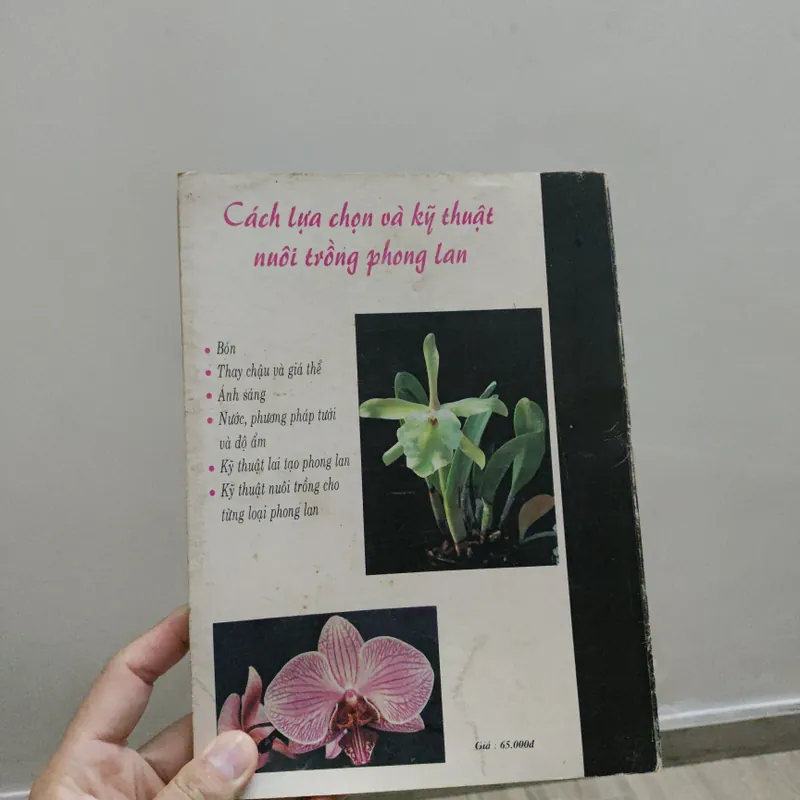 Cách lựa chọn và kỹ thuật
nuôi trồng phong lan
• Bón
• Thay chậu và giá thể
• Ánh sáng
• Nước, phương pháp tưới
và độ ẩm
• Kỹ thuật lai tạo phong lan
• Kỹ thuật nuôi trồng cho
từng loại phong lan
Giá : 65.000đ